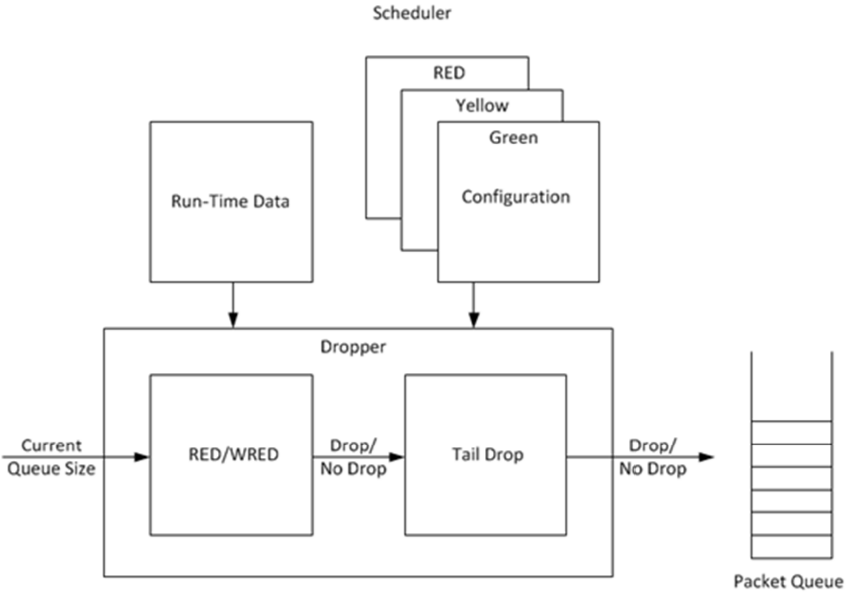 Scheduler
RED
Yellow
Green
Configuration
Run-Time Data
Dropper
Current
Queue Size
RED/WRED
Drop/
No Drop
Tail Drop
Drop/
No Drop
Packet Queue